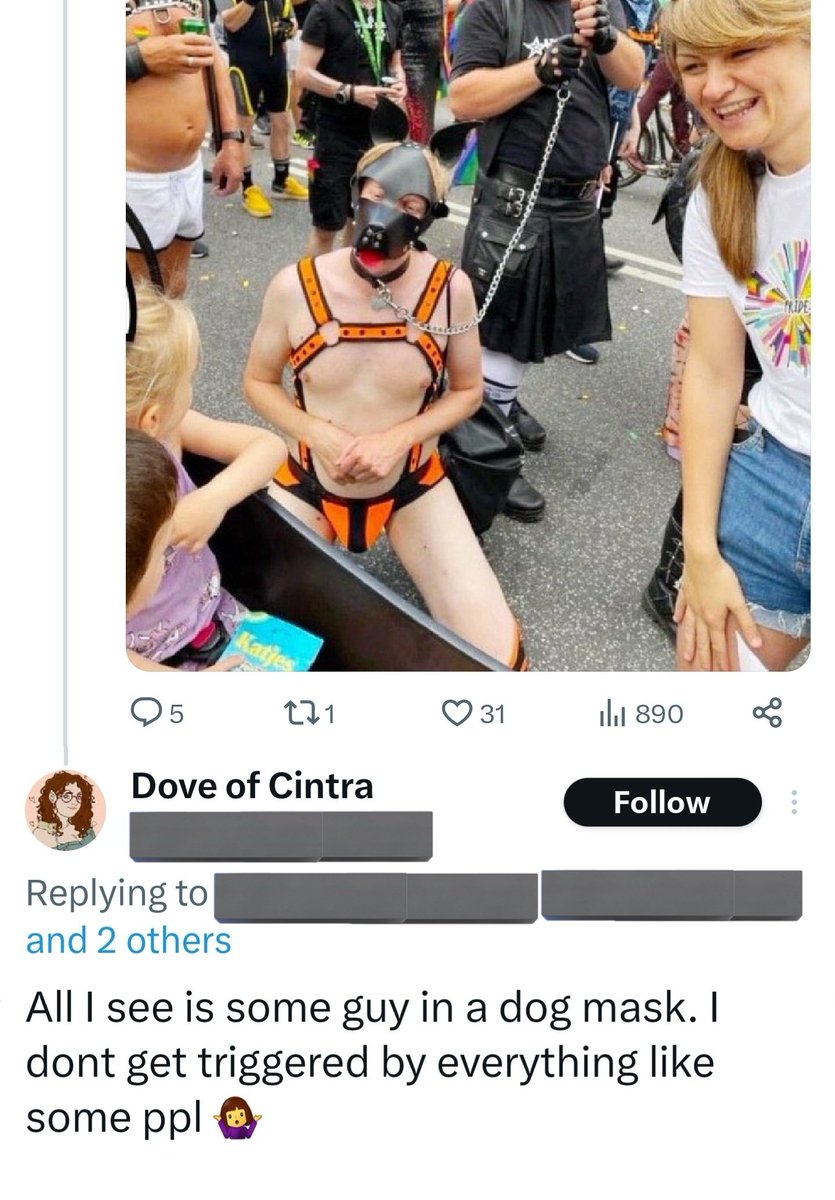 PRIDE
Katjes
5
1
31
890
Dove of Cintra
Follow
Replying to
and 2 others
All I see is some guy in a dog mask. I
dont get triggered by everything like
some ppl 🤷‍♀️